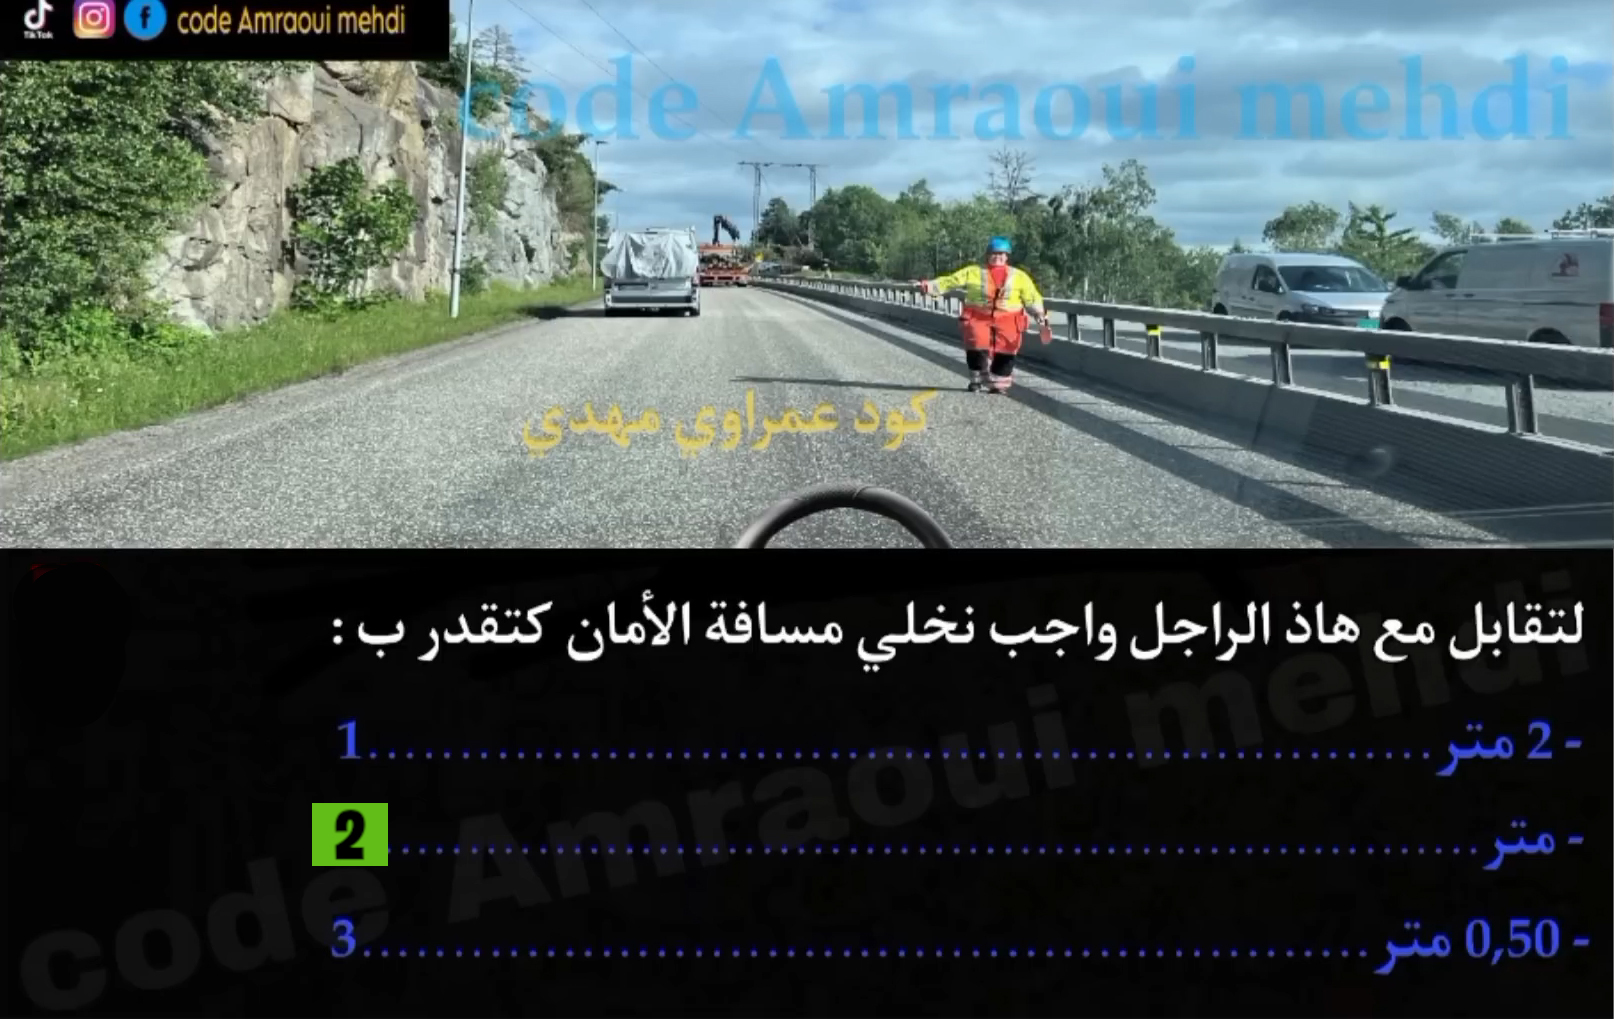 TikTok code Amraoui mehdi
code Amraoui mehdi
كود عمراوي مهدي
لتقابل مع هاذ الراجل واجب نخلي مسافة الأمان كتقدر ب :
- 2 متر ........................................ 1
- متر ........................................ 2
- 0,50 متر ........................................ 3
code Amraoui mehdi